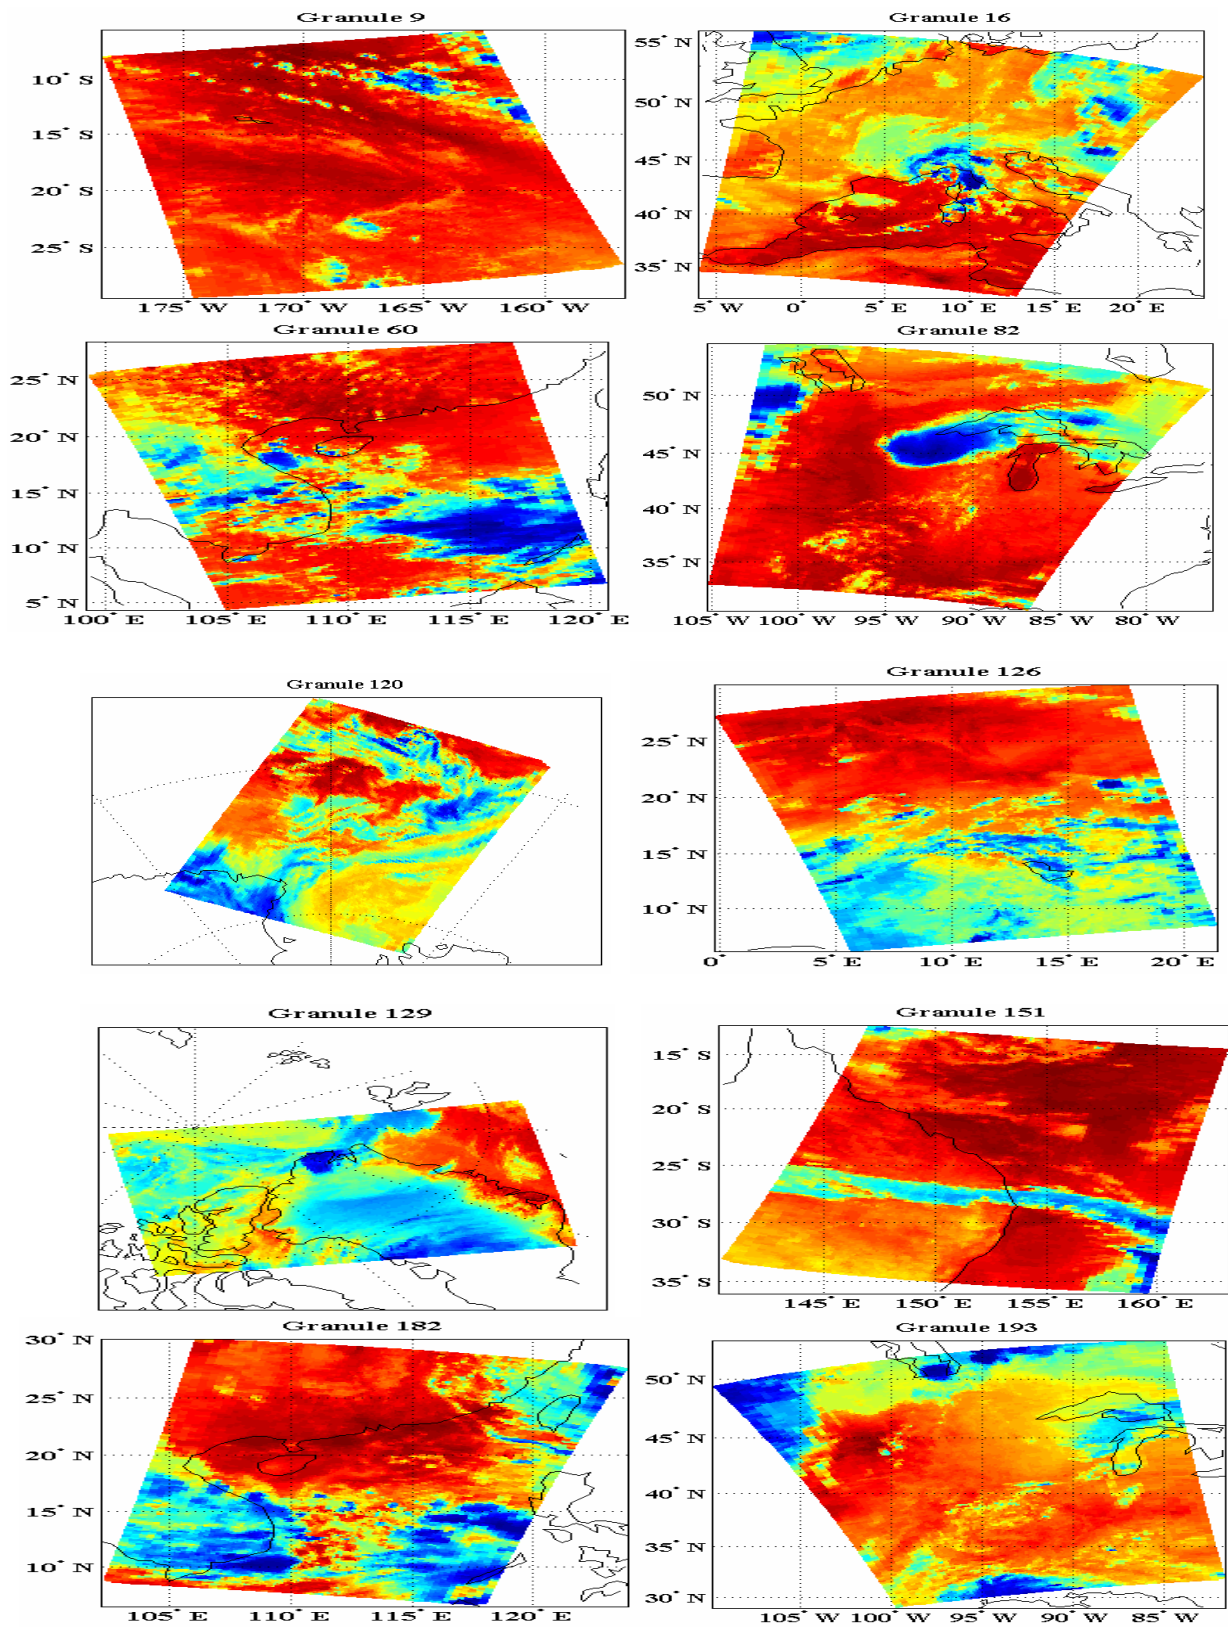 Granule 9
10° S
15° S
20° S
25° S
175° W 170° W 165° W 160° W
Granule 16
55° N
50° N
45° N
40° N
35° N
5° W 0° 5° E 10° E 15° E 20° E
Granule 60
25° N
20° N
15° N
10° N
5° N
100° E 105° E 110° E 115° E 120° E
Granule 82
50° N
45° N
40° N
35° N
105° W 100° W 95° W 90° W 85° W 80° W
Granule 120
Granule 126
25° N
20° N
15° N
10° N
0° 5° E 10° E 15° E 20° E
Granule 129
Granule 151
15° S
20° S
25° S
30° S
35° S
145° E 150° E 155° E 160° E
Granule 182
30° N
25° N
20° N
15° N
10° N
105° E 110° E 115° E 120° E
Granule 193
50° N
45° N
40° N
35° N
30° N
105° W 100° W 95° W 90° W 85° W